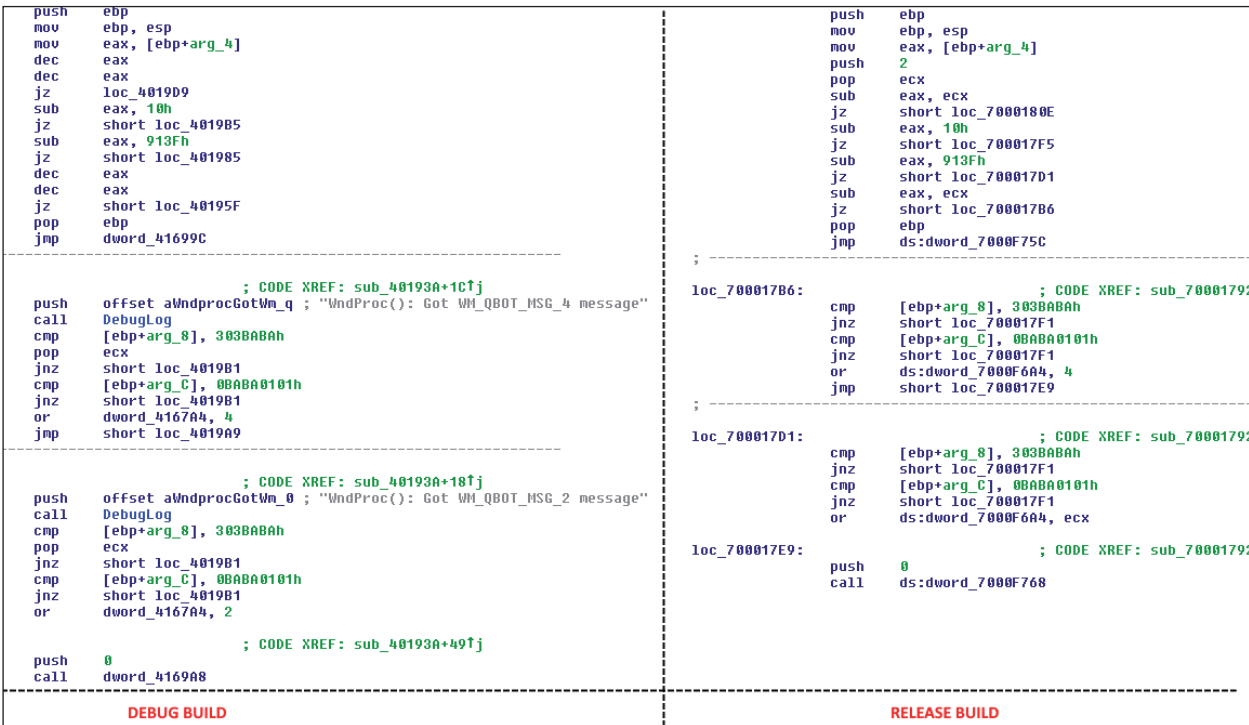 push ebp
mov ebp, esp
mov eax, [ebp+arg_4]
dec eax
dec eax
jz loc_4019D9
sub eax, 10h
jz short loc_4019B5
sub eax, 913Fh
jz short loc_401985
dec eax
dec eax
jz short loc_40195F
pop ebp
jmp dword_41699C
; CODE XREF: sub_40193A+1C↑j
push offset aWndprocGotWm_q ; "WndProc(): Got WM_QBOT_MSG_4 message"
call DebugLog
cmp [ebp+arg_8], 303BABAh
pop ecx
jnz short loc_4019B1
cmp [ebp+arg_C], 0BABA0101h
jnz short loc_4019B1
or dword_4167A4, 4
jmp short loc_4019A9
; CODE XREF: sub_40193A+18↑j
push offset aWndprocGotWm_0 ; "WndProc(): Got WM_QBOT_MSG_2 message"
call DebugLog
cmp [ebp+arg_8], 303BABAh
pop ecx
jnz short loc_4019B1
cmp [ebp+arg_C], 0BABA0101h
jnz short loc_4019B1
or dword_4167A4, 2
; CODE XREF: sub_40193A+49↑j
push 0
call dword_4169A8
DEBUG BUILD
push ebp
mov ebp, esp
mov eax, [ebp+arg_4]
push 2
pop ecx
sub eax, ecx
jz short loc_7000180E
sub eax, 10h
jz short loc_700017F5
sub eax, 913Fh
jz short loc_700017D1
sub eax, ecx
jz short loc_700017B6
pop ebp
jmp ds:dword_7000F75C
;
loc_700017B6: ; CODE XREF: sub_70001792
cmp [ebp+arg_8], 303BABAh
jnz short loc_700017F1
cmp [ebp+arg_C], 0BABA0101h
jnz short loc_700017F1
or ds:dword_7000F6A4, 4
jmp short loc_700017E9
;
loc_700017D1: ; CODE XREF: sub_70001792
cmp [ebp+arg_8], 303BABAh
jnz short loc_700017F1
cmp [ebp+arg_C], 0BABA0101h
jnz short loc_700017F1
or ds:dword_7000F6A4, ecx
loc_700017E9: ; CODE XREF: sub_70001792
push 0
call ds:dword_7000F768
RELEASE BUILD